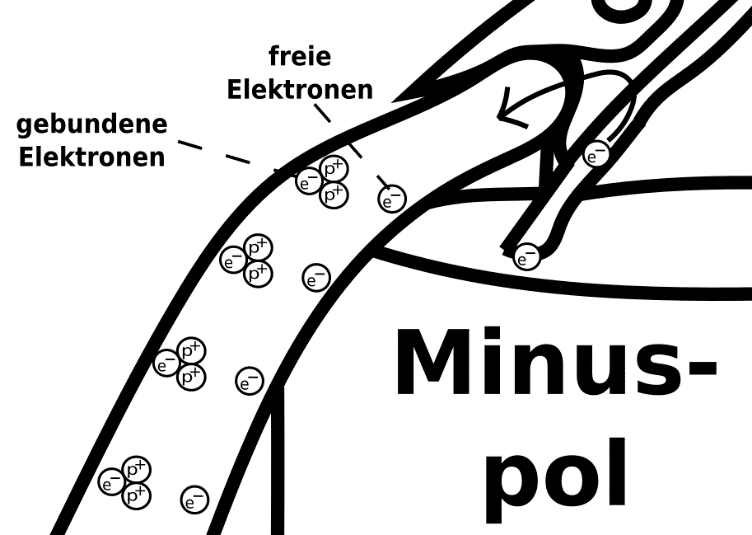 freie
Elektronen
gebundene
Elektronen
e⁻ p⁺
p⁺
e⁻
e⁻
e⁻
e⁻ p⁺
p⁺
e⁻
e⁻ p⁺
p⁺
e⁻
e⁻ p⁺
p⁺
e⁻
Minus-
pol